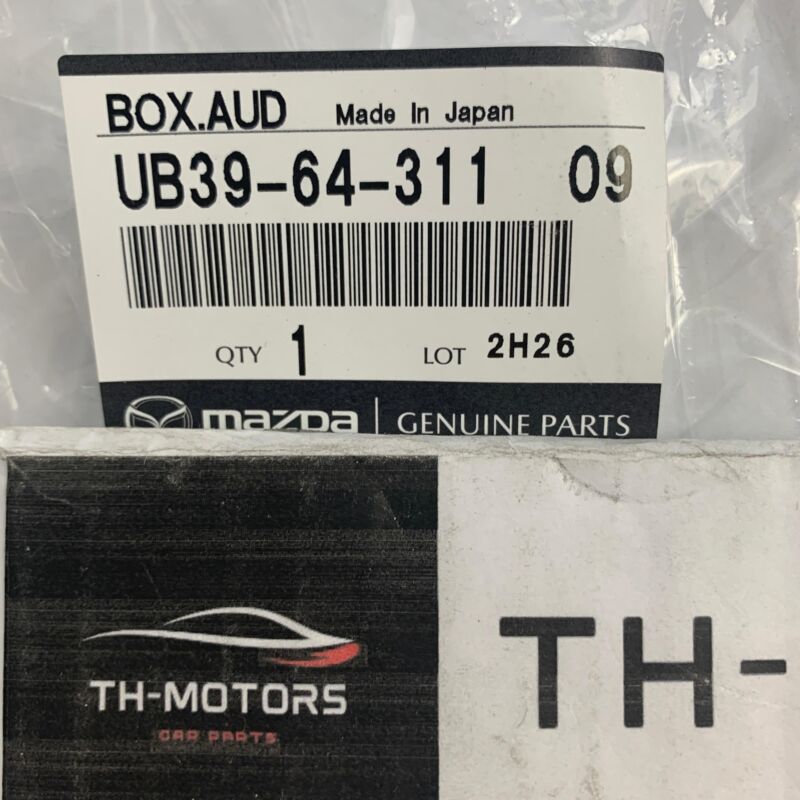 BOX.AUD Made In Japan
UB39-64-311 09
QTY 1 LOT 2H26
mazda | GENUINE PARTS
TH-MOTORS
CAR PARTS
TH-